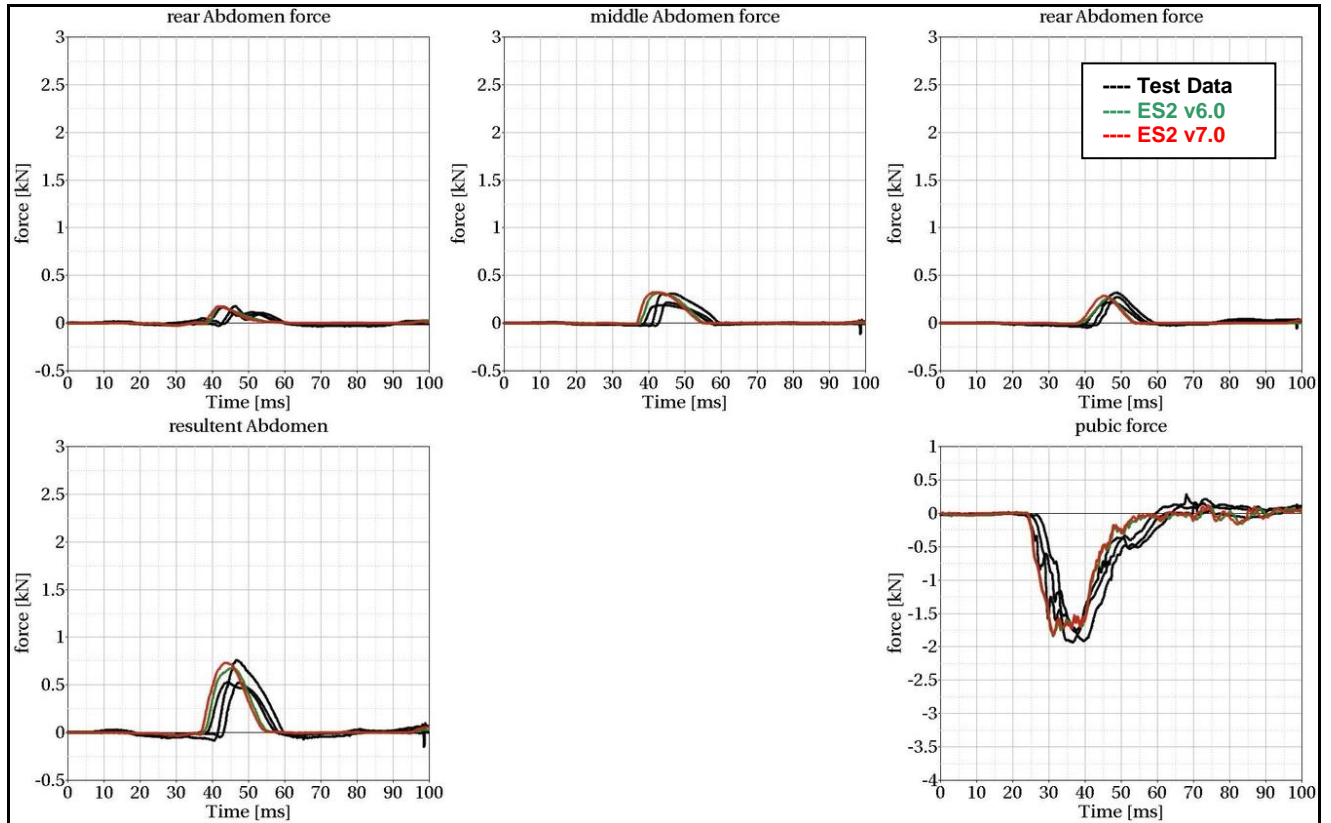 rear Abdomen force
middle Abdomen force
rear Abdomen force
3
2.5
2
1.5
1
0.5
0
-0.5
force [kN]
0 10 20 30 40 50 60 70 80 90 100
Time [ms]
3
2.5
2
1.5
1
0.5
0
-0.5
force [kN]
0 10 20 30 40 50 60 70 80 90 100
Time [ms]
3
2.5
2
1.5
1
0.5
0
-0.5
force [kN]
0 10 20 30 40 50 60 70 80 90 100
Time [ms]
---- Test Data
---- ES2 v6.0
---- ES2 v7.0
resultent Abdomen
3
2.5
2
1.5
1
0.5
0
-0.5
force [kN]
0 10 20 30 40 50 60 70 80 90 100
Time [ms]
pubic force
1
0.5
0
-0.5
-1
-1.5
-2
-2.5
-3
-3.5
-4
force [kN]
0 10 20 30 40 50 60 70 80 90 100
Time [ms]